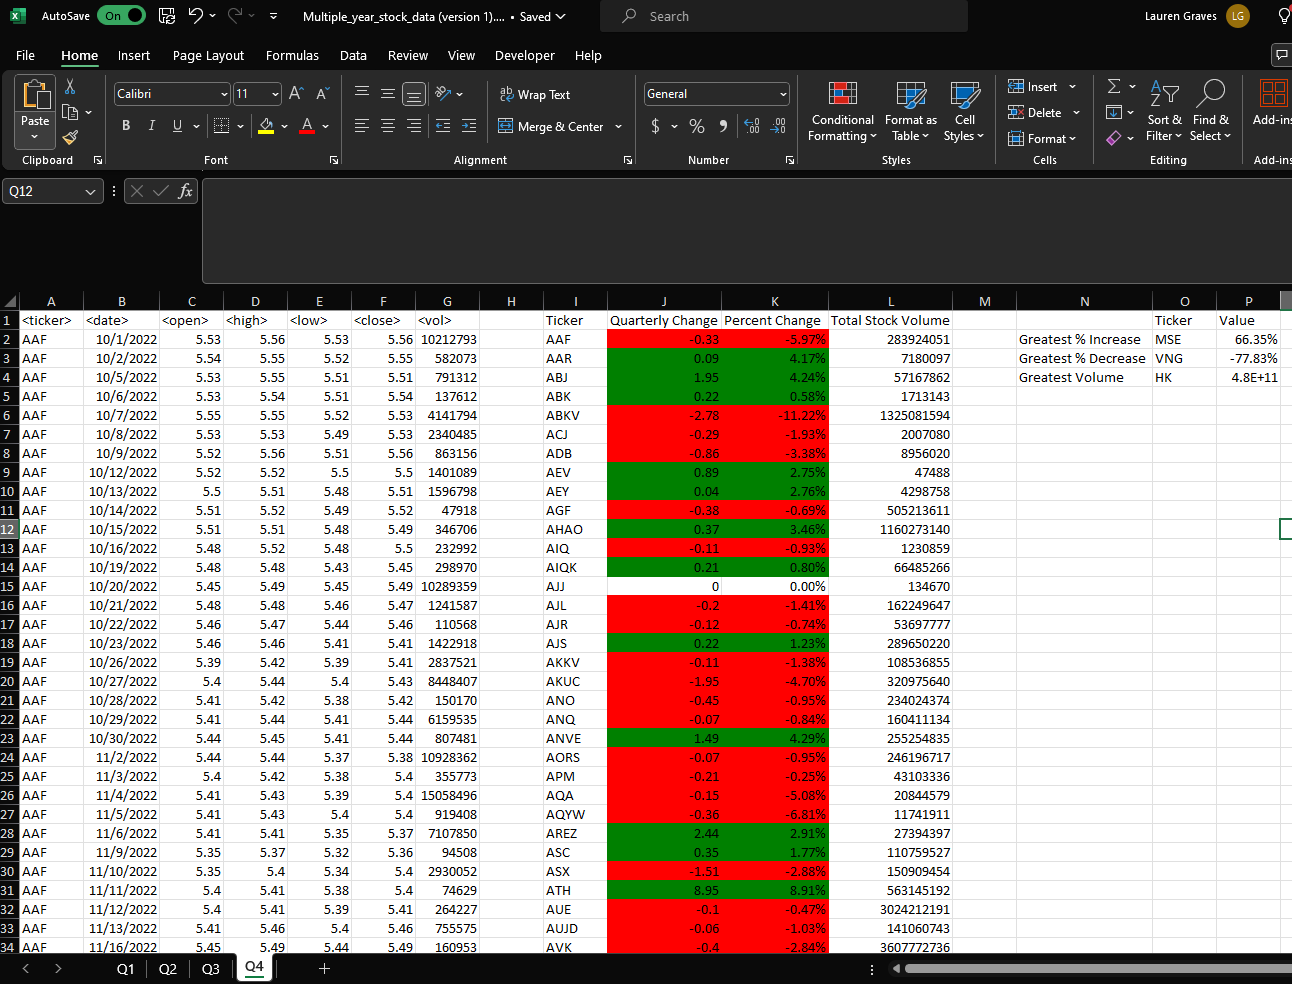 AutoSave On Multiple_year_stock_data (version 1).... • Saved Search Lauren Graves LG
File Home Insert Page Layout Formulas Data Review View Developer Help
Paste Calibri 11 A A Wrap Text General Conditional Formatting Format as Table Cell Styles Insert Delete Format Sort & Filter Find & Select Add-ins
B I U A Merge & Center $ % 9
Clipboard Font Alignment Number Styles Cells Editing Add-ins
Q12 fx
A B C D E F G H I J K L M N O P
1 <ticker> <date> <open> <high> <low> <close> <vol> Ticker Quarterly Change Percent Change Total Stock Volume Ticker Value
2 AAF 10/1/2022 5.53 5.56 5.53 5.56 10212793 AAF -0.33 -5.97% 283924051 Greatest % Increase MSE 66.35%
3 AAF 10/2/2022 5.54 5.55 5.52 5.55 582073 AAR 0.09 4.17% 7180097 Greatest % Decrease VNG -77.83%
4 AAF 10/5/2022 5.53 5.55 5.51 5.51 791312 ABJ 1.95 4.24% 57167862 Greatest Volume HK 4.8E+11
5 AAF 10/6/2022 5.53 5.54 5.51 5.54 137612 ABK 0.22 0.58% 1713143
6 AAF 10/7/2022 5.55 5.55 5.52 5.53 4141794 ABKV -2.78 -11.22% 1325081594
7 AAF 10/8/2022 5.53 5.53 5.49 5.53 2340485 ACJ -0.29 -1.93% 2007080
8 AAF 10/9/2022 5.52 5.56 5.51 5.56 863156 ADB -0.86 -3.38% 8956020
9 AAF 10/12/2022 5.52 5.52 5.5 5.5 1401089 AEV 0.89 2.75% 47488
10 AAF 10/13/2022 5.5 5.51 5.48 5.51 1596798 AEY 0.04 2.76% 4298758
11 AAF 10/14/2022 5.51 5.52 5.49 5.52 47918 AGF -0.38 -0.69% 505213611
12 AAF 10/15/2022 5.51 5.51 5.48 5.49 346706 AHAO 0.37 3.46% 1160273140
13 AAF 10/16/2022 5.48 5.52 5.48 5.5 232992 AIQ -0.11 -0.93% 1230859
14 AAF 10/19/2022 5.48 5.48 5.43 5.45 298970 AIQK 0.21 0.80% 66485266
15 AAF 10/20/2022 5.45 5.49 5.45 5.49 10289359 AJJ 0 0.00% 134670
16 AAF 10/21/2022 5.48 5.48 5.46 5.47 1241587 AJL -0.2 -1.41% 162249647
17 AAF 10/22/2022 5.46 5.47 5.44 5.46 110568 AJR -0.12 -0.74% 53697777
18 AAF 10/23/2022 5.46 5.46 5.41 5.41 1422918 AJS 0.22 1.23% 289650220
19 AAF 10/26/2022 5.39 5.42 5.39 5.41 2837521 AKKV -0.11 -1.38% 108536855
20 AAF 10/27/2022 5.4 5.44 5.4 5.43 8448407 AKUC -1.95 -4.70% 320975640
21 AAF 10/28/2022 5.41 5.42 5.38 5.42 150170 ANO -0.45 -0.95% 234024374
22 AAF 10/29/2022 5.41 5.44 5.41 5.44 6159535 ANQ -0.07 -0.84% 160411134
23 AAF 10/30/2022 5.44 5.45 5.41 5.44 807481 ANVE 1.49 4.29% 255254835
24 AAF 11/2/2022 5.44 5.44 5.37 5.38 10928362 AORS -0.07 -0.95% 246196717
25 AAF 11/3/2022 5.4 5.42 5.38 5.4 355773 APM -0.21 -0.25% 43103336
26 AAF 11/4/2022 5.41 5.43 5.39 5.4 15058496 AQA -0.15 -5.08% 20844579
27 AAF 11/5/2022 5.41 5.43 5.4 5.4 919408 AQYW -0.36 -6.81% 11741911
28 AAF 11/6/2022 5.41 5.41 5.35 5.37 7107850 AREZ 2.44 2.91% 27394397
29 AAF 11/9/2022 5.35 5.37 5.32 5.36 94508 ASC 0.35 1.77% 110759527
30 AAF 11/10/2022 5.35 5.4 5.34 5.4 2930052 ASX -1.51 -2.88% 150909454
31 AAF 11/11/2022 5.4 5.41 5.38 5.4 74629 ATH 8.95 8.91% 563145192
32 AAF 11/12/2022 5.4 5.41 5.39 5.41 264227 AUE -0.1 -0.47% 3024212191
33 AAF 11/13/2022 5.41 5.46 5.4 5.46 755575 AUJD -0.06 -1.03% 141060743
34 AAF 11/16/2022 5.45 5.49 5.44 5.49 160953 AVK -0.4 -2.84% 3607772736
Q1 Q2 Q3 Q4 +